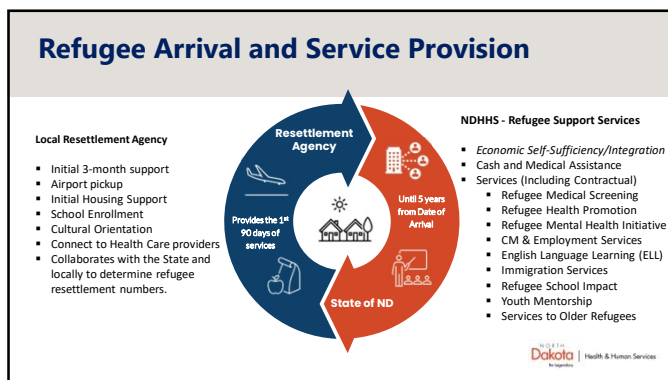 Refugee Arrival and Service Provision
Local Resettlement Agency
Initial 3-month support
Airport pickup
Initial Housing Support
School Enrollment
Cultural Orientation
Connect to Health Care providers
Collaborates with the State and
locally to determine refugee
resettlement numbers.
Resettlement
Agency
Provides the 1st
90 days of
services
Until 5 years
from Date of
Arrival
State of ND
NDHHS - Refugee Support Services
Economic Self-Sufficiency/Integration
Cash and Medical Assistance
Services (Including Contractual)
Refugee Medical Screening
Refugee Health Promotion
Refugee Mental Health Initiative
CM & Employment Services
English Language Learning (ELL)
Immigration Services
Refugee School Impact
Youth Mentorship
Services to Older Refugees
NORTH
Dakota | Health & Human Services
Be Legendary.